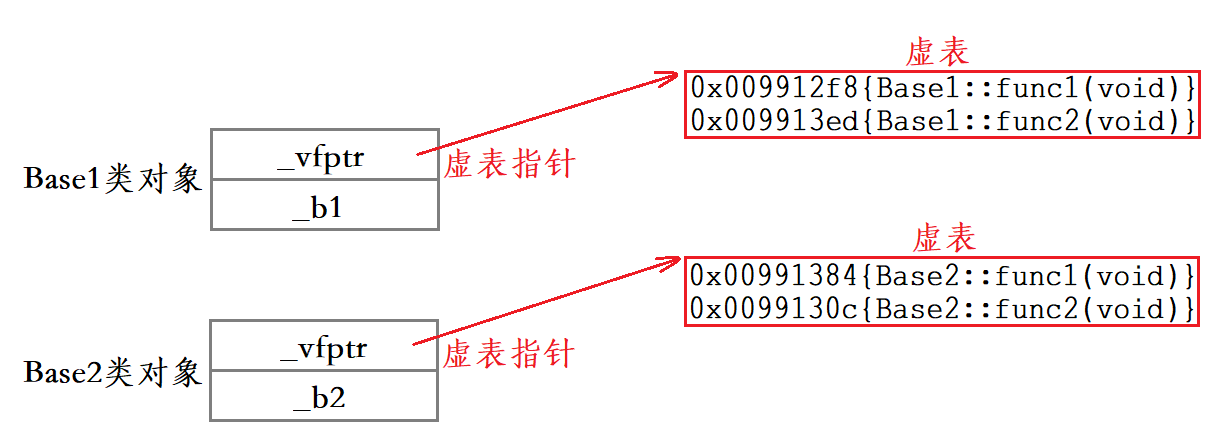 虚表
0x009912f8{Base1::func1(void)}
0x009913ed{Base1::func2(void)}
_vfptr
虚表指针
Base1类对象
_b1
虚表
0x00991384{Base2::func1(void)}
0x0099130c{Base2::func2(void)}
_vfptr
虚表指针
Base2类对象
_b2